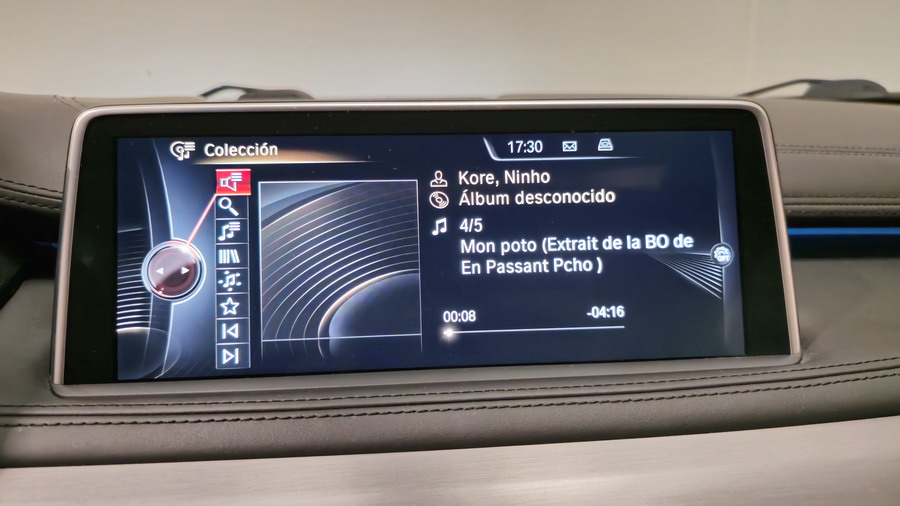 Colección
17:30
Kore, Ninho
Álbum desconocido
4/5
Mon poto (Extrait de la BO de
En Passant Pcho )
00:08
-04:16